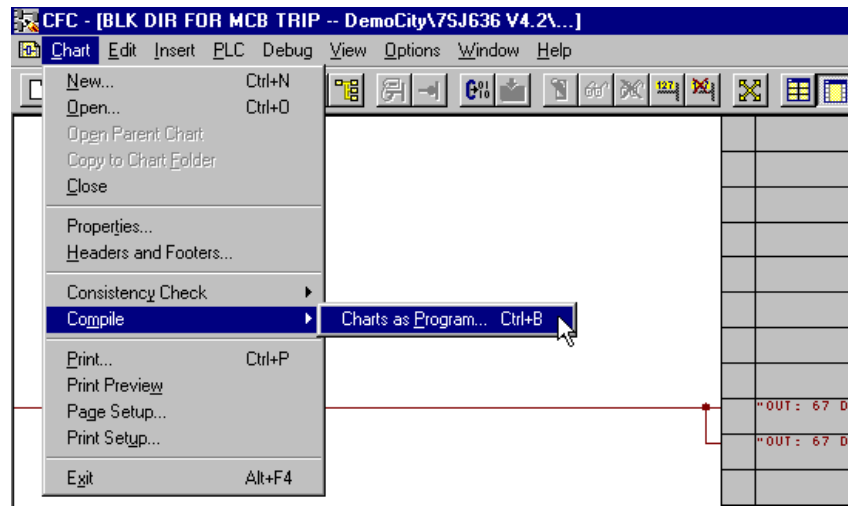 CFC - [BLK DIR FOR MCB TRIP -- DemoCity\7SJ636 V4.2\...]
Chart Edit Insert PLC Debug View Options Window Help
New... Ctrl+N
Open... Ctrl+O
Open Parent Chart
Copy to Chart Folder
Close
Properties...
Headers and Footers...
Consistency Check
Compile
Charts as Program... Ctrl+B
Print... Ctrl+P
Print Preview
Page Setup...
Print Setup...
Exit Alt+F4
"OUT: 67 D
"OUT: 67 D